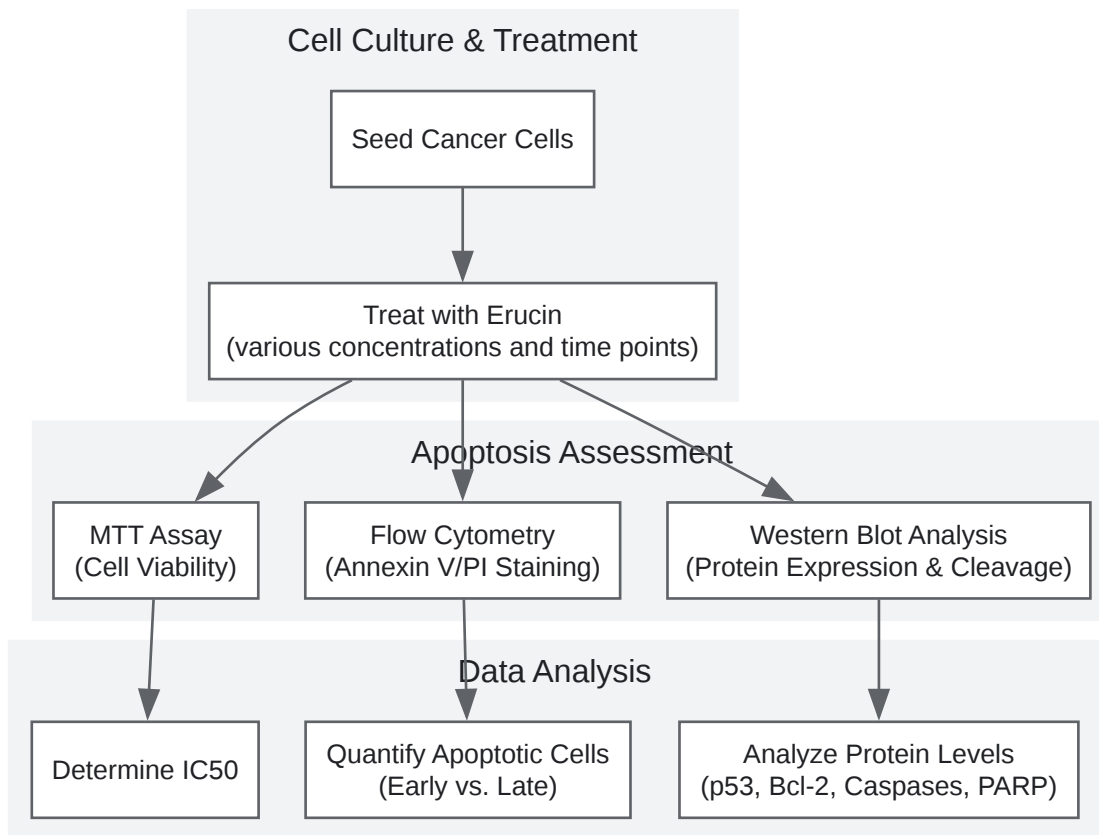 Cell Culture & Treatment
Seed Cancer Cells
Treat with Erucin
(various concentrations and time points)
Apoptosis Assessment
MTT Assay
(Cell Viability)
Flow Cytometry
(Annexin V/PI Staining)
Western Blot Analysis
(Protein Expression & Cleavage)
Data Analysis
Determine IC50
Quantify Apoptotic Cells
(Early vs. Late)
Analyze Protein Levels
(p53, Bcl-2, Caspases, PARP)